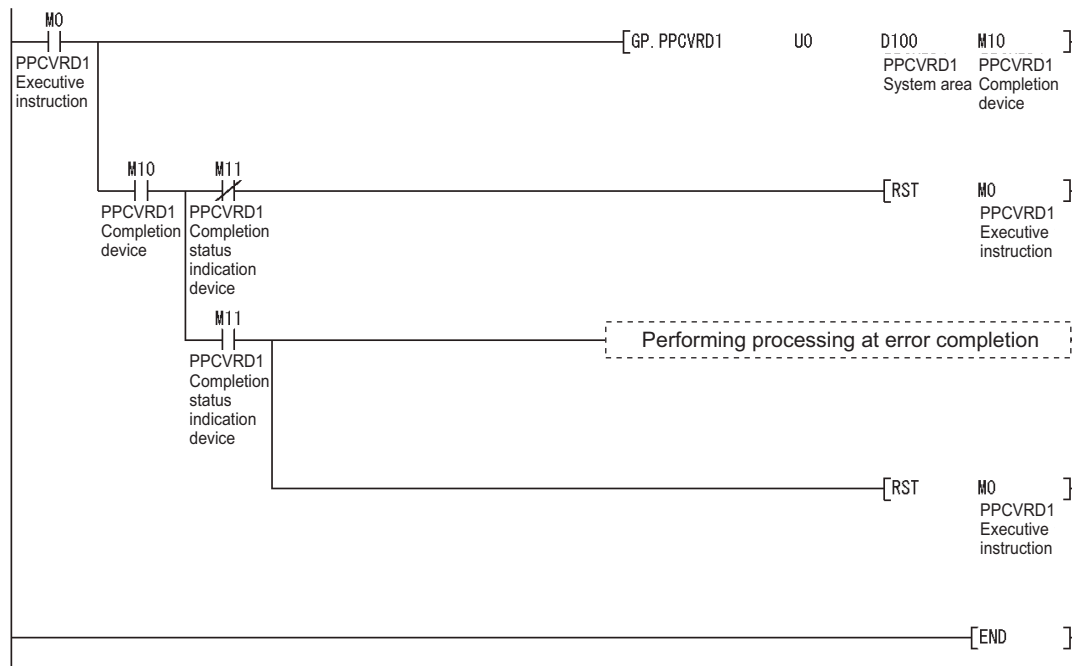 M0
[GP.PPCVRD1 U0 D100 M10 ]
PPCVRD1
Executive
instruction
PPCVRD1
System area
PPCVRD1
Completion
device
M10
M11
[RST M0 ]
PPCVRD1
Completion
device
PPCVRD1
Completion
status
indication
device
PPCVRD1
Executive
instruction
M11
Performing processing at error completion
PPCVRD1
Completion
status
indication
device
[RST M0 ]
PPCVRD1
Executive
instruction
[END ]